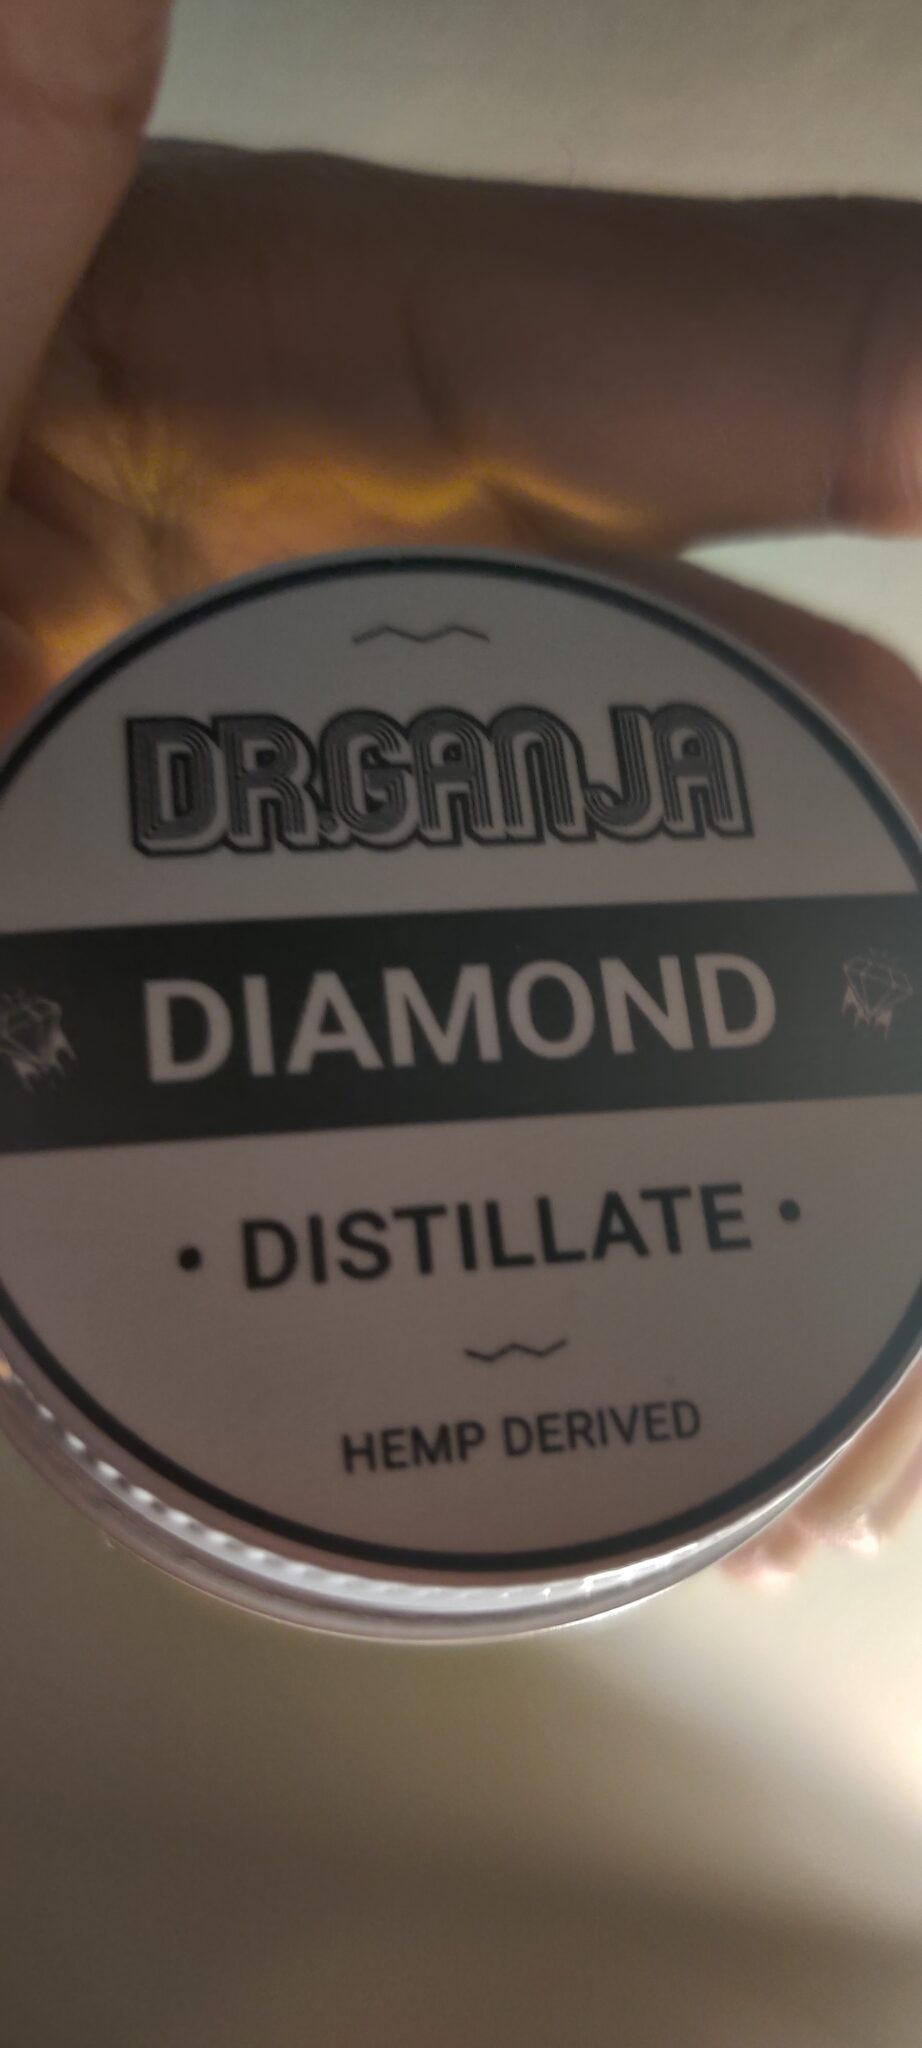 DR.GANJA
DIAMOND
• DISTILLATE •
HEMP DERIVED